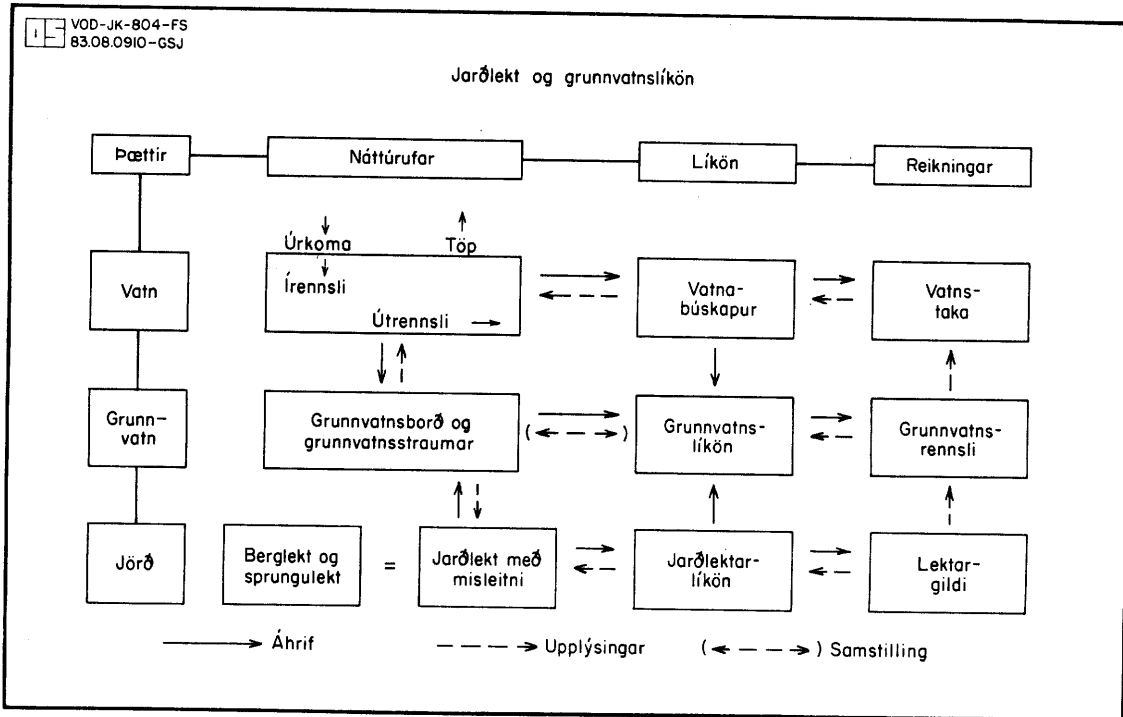 VOD-JK-804-FS
83.08.0910-GSJ
Jarðlekt og grunnvatnslíkön
Þættir
Náttúrufar
Líkön
Reikningar
Úrkoma
Töp
Vatn
Írennsli
Útrennsli
Vatna-
búskapur
Vatns-
taka
Grunn-
vatn
Grunnvatnsborð og
grunnvatnsstraumar
Grunnvatns-
líkön
Grunnvatns-
rennsli
Jörð
Berglekt og
sprungulekt
=
Jarðlekt með
misleitni
Jarðlektar-
líkön
Lektar-
gildi
Áhrif
Upplýsingar
Samstilling